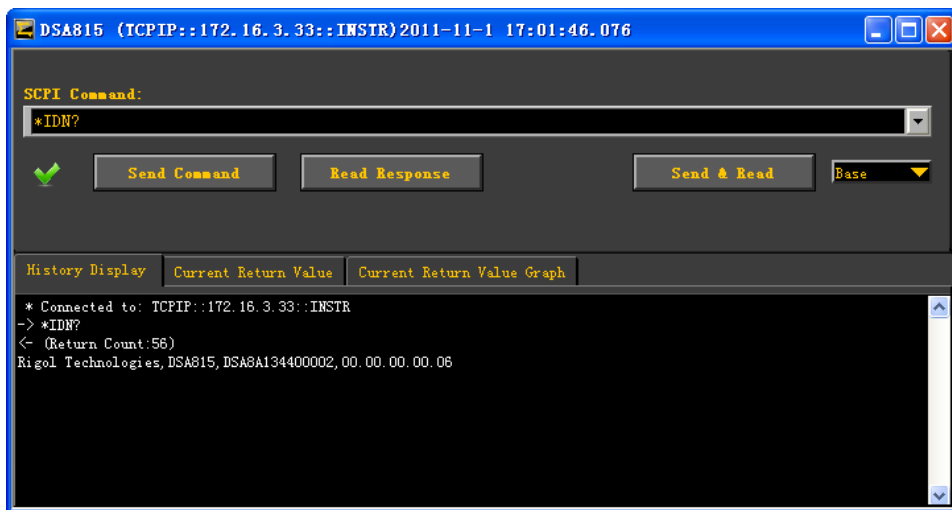 DSA815 (TCPIP::172.16.3.33::INSTR)2011-11-1 17:01:46.076
SCPI Command:
*IDN?
Send Command Read Response Send & Read Base
History Display Current Return Value Current Return Value Graph
* Connected to: TCPIP::172.16.3.33::INSTR
-> *IDN?
<- (Return Count:56)
Rigol Technologies,DSA815,DSA8A134400002,00.00.00.00.06